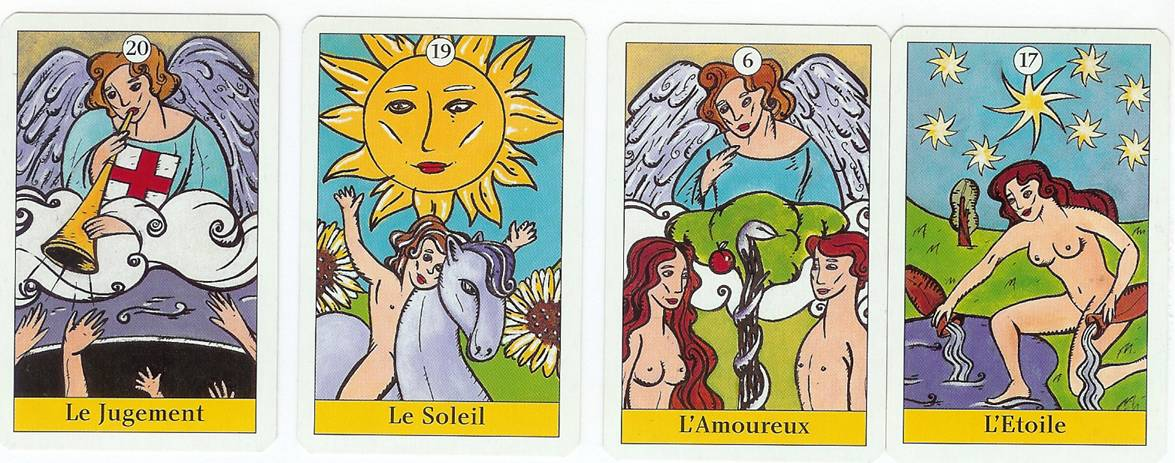 20
Le Jugement
19
Le Soleil
6
L'Amoureux
17
L'Etoile